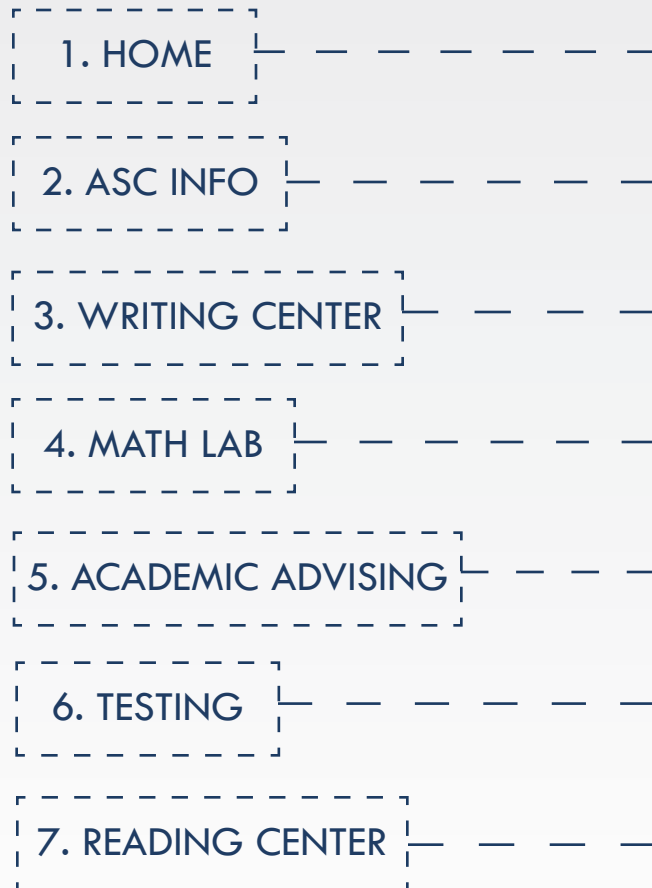 1. HOME
2. ASC INFO
3. WRITING CENTER
4. MATH LAB
5. ACADEMIC ADVISING
6. TESTING
7. READING CENTER